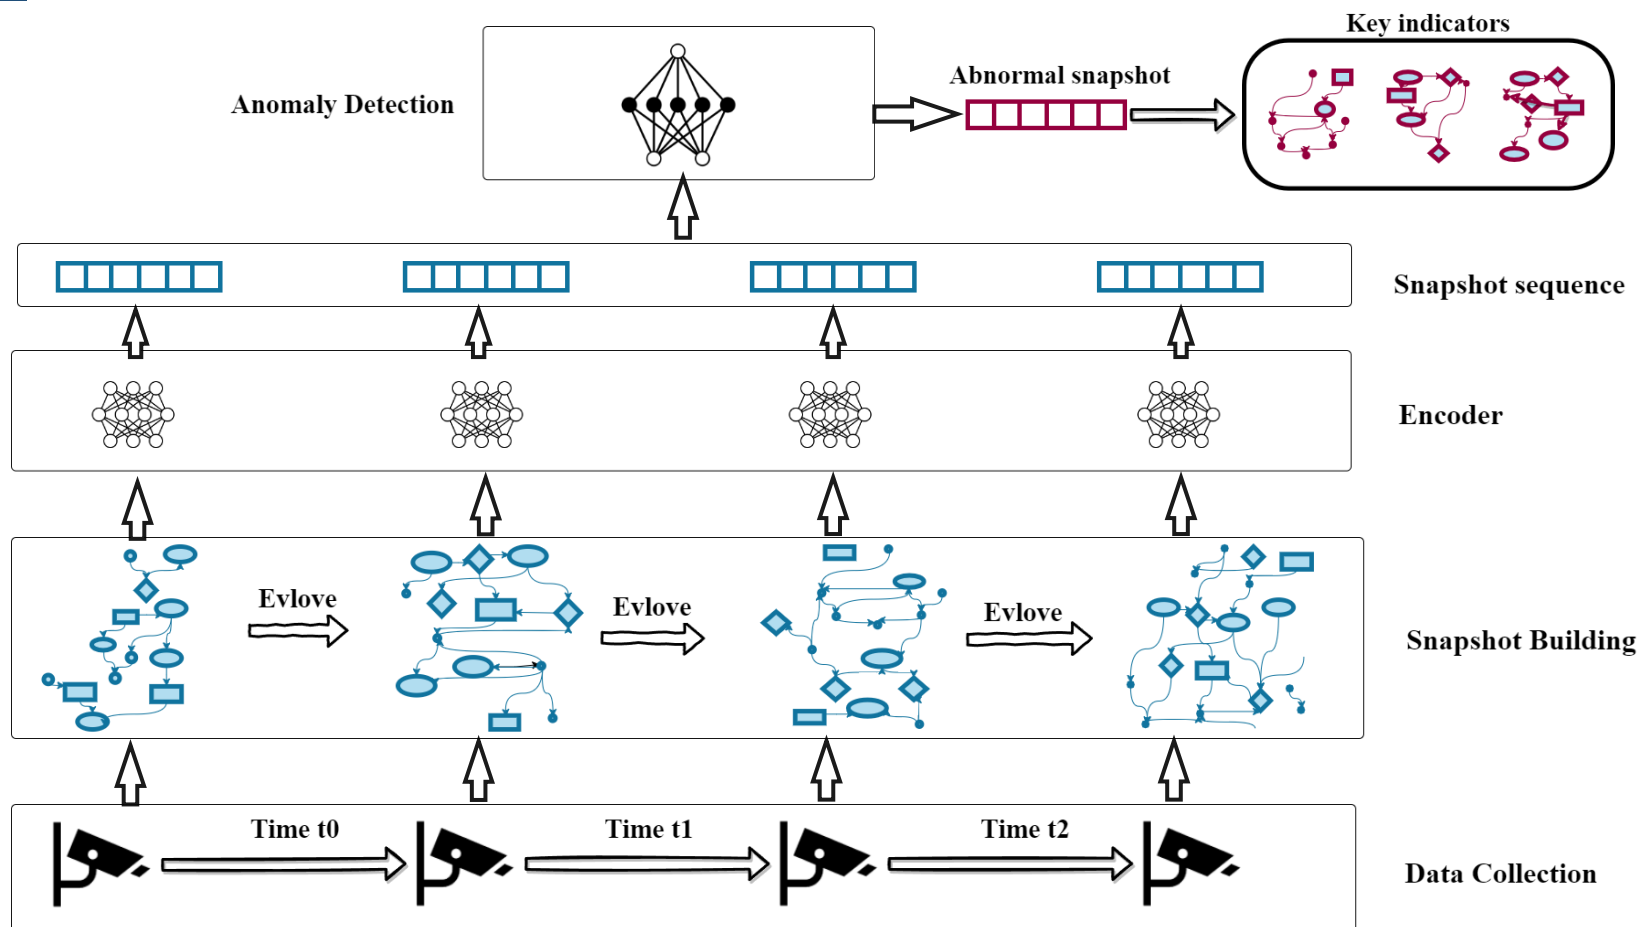 Key indicators
Abnormal snapshot
Anomaly Detection
Snapshot sequence
Encoder
Evlove
Evlove
Evlove
Snapshot Building
Time t0
Time t1
Time t2
Data Collection